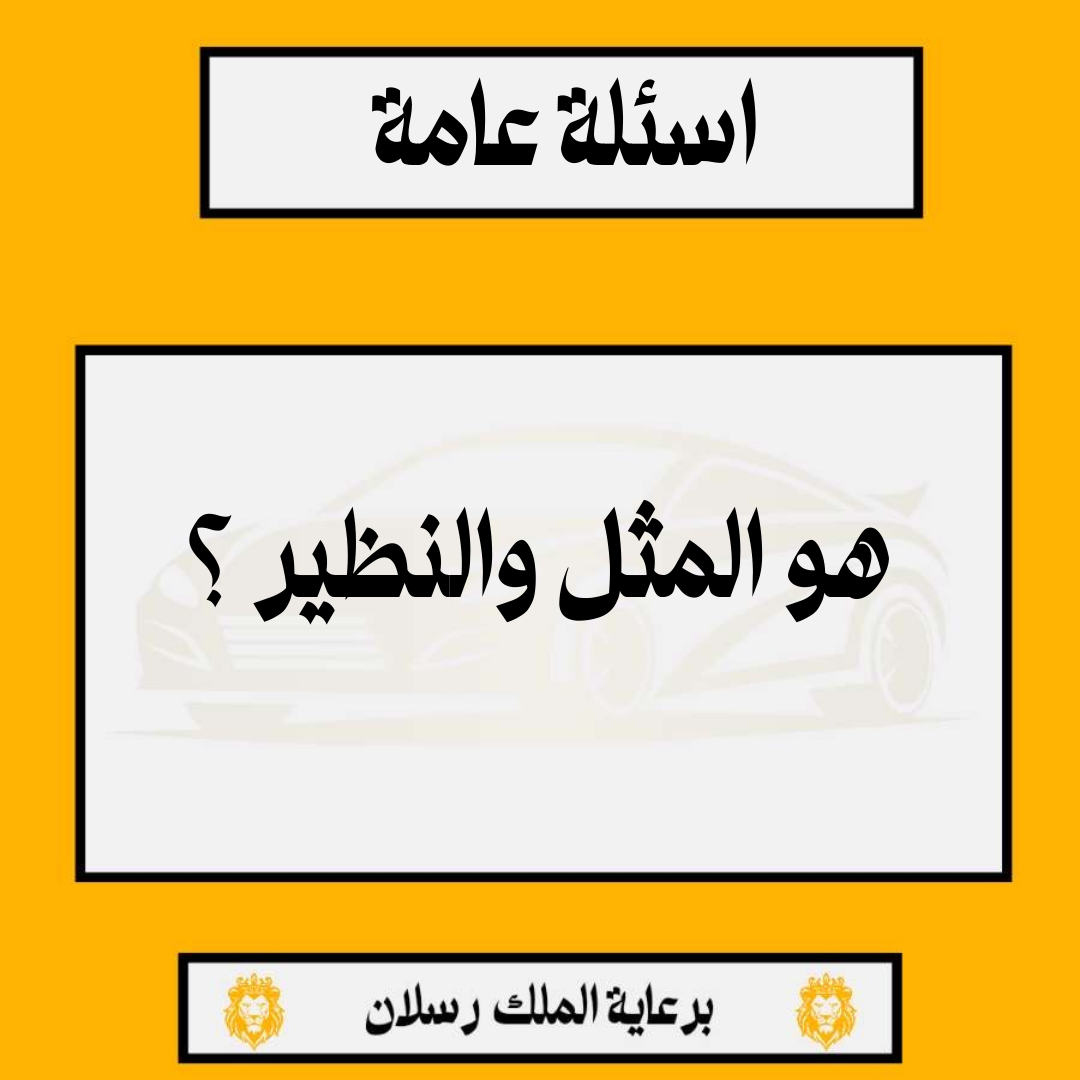 اسئلة عامة
هو المثل والنظير ؟
برعاية الملك رسلان